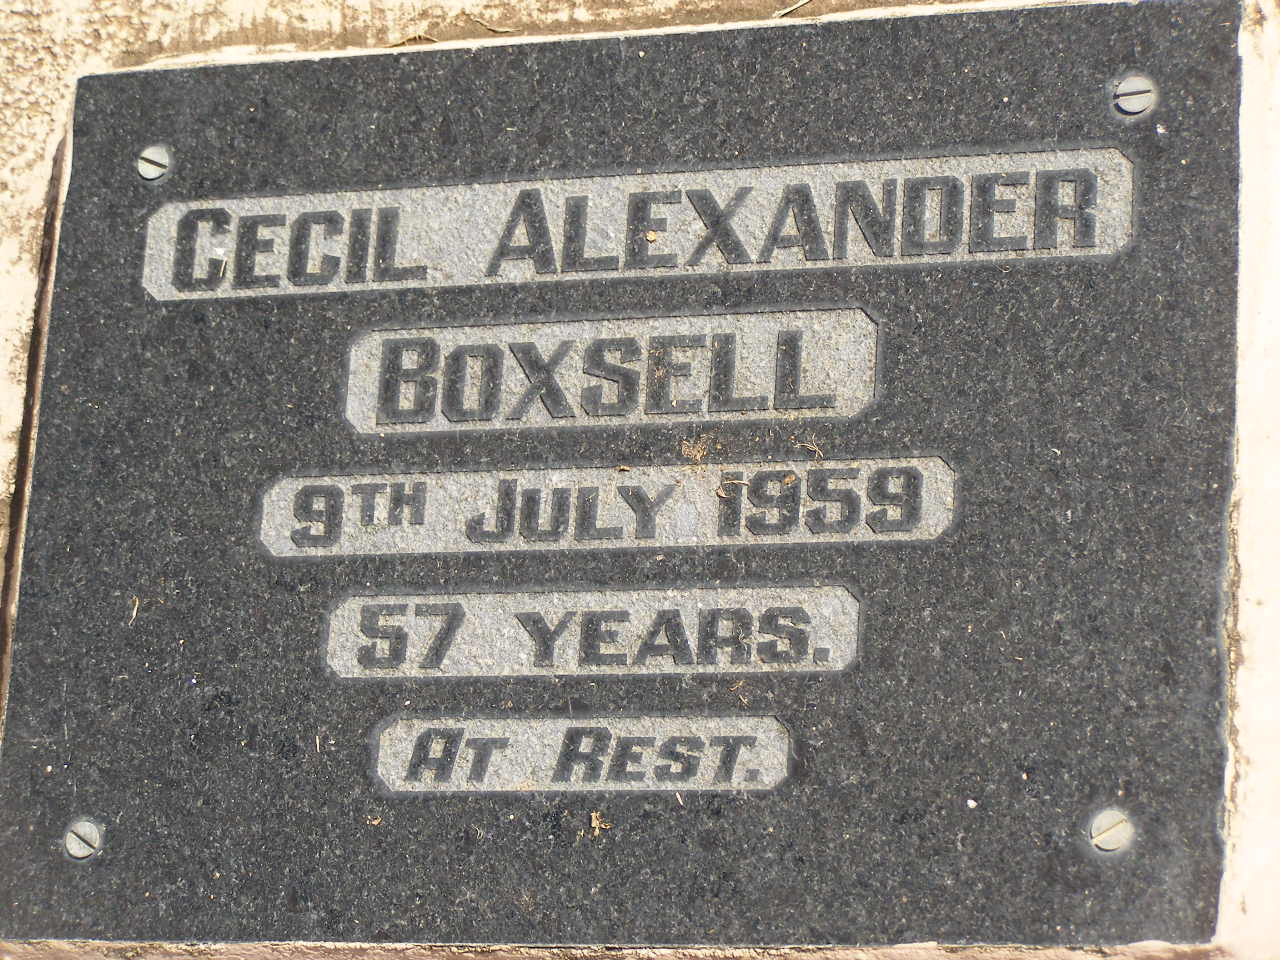 CECIL ALEXANDER
BOXSELL
9TH JULY 1959
57 YEARS.
AT REST.